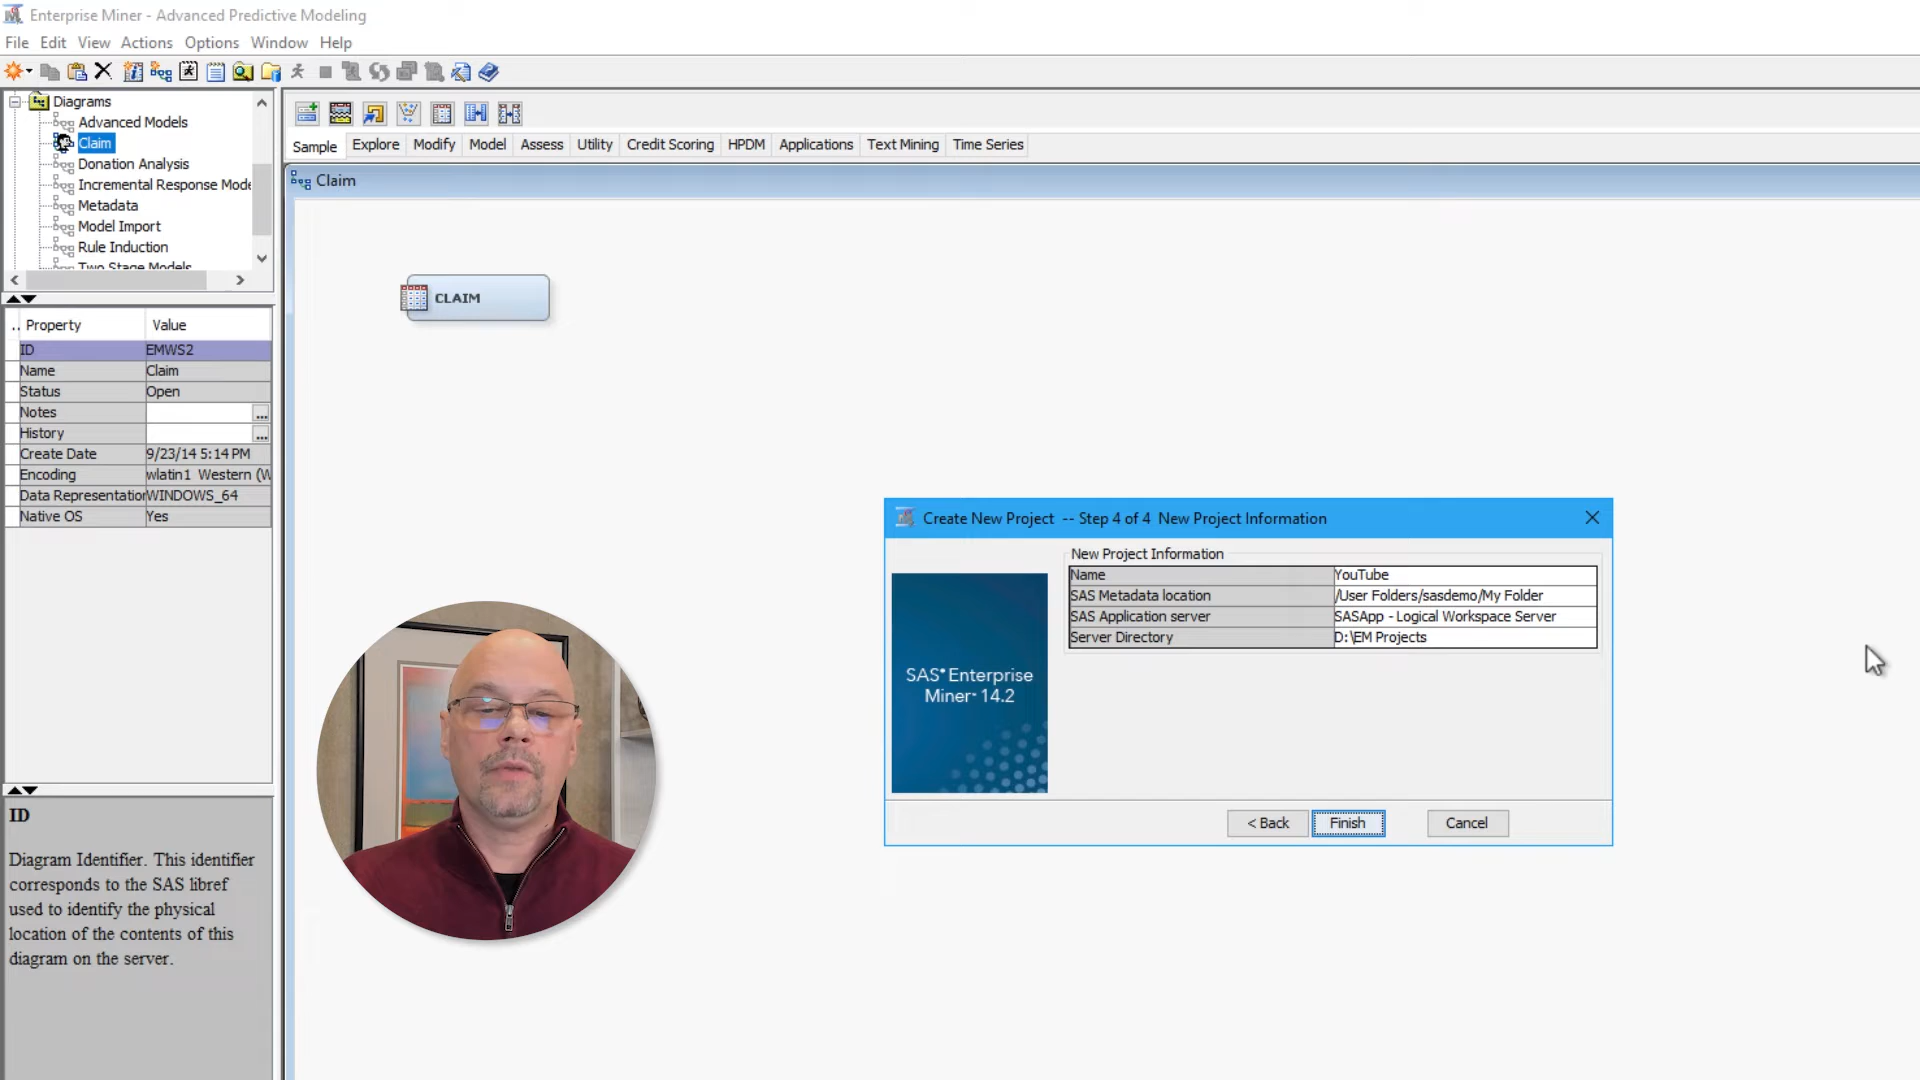 Enterprise Miner - Advanced Predictive Modeling
File Edit View Actions Options Window Help
Diagrams
Advanced Models
Claim
Donation Analysis
Incremental Response Mode
Metadata
Model Import
Rule Induction
Two Stage Models
.. Property Value
ID EMWS2
Name Claim
Status Open
Notes ...
History ...
Create Date 9/23/14 5:14 PM
Encoding wlatin1 Western (W
Data Representation WINDOWS_64
Native OS Yes
ID
Diagram Identifier. This identifier
corresponds to the SAS libref
used to identify the physical
location of the contents of this
diagram on the server.
Sample Explore Modify Model Assess Utility Credit Scoring HPDM Applications Text Mining Time Series
Claim
CLAIM
Create New Project -- Step 4 of 4 New Project Information
New Project Information
Name YouTube
SAS Metadata location /User Folders/sasdemo/My Folder
SAS Application server SASApp - Logical Workspace Server
Server Directory D:\EM Projects
SAS® Enterprise
Miner™ 14.2
< Back Finish Cancel